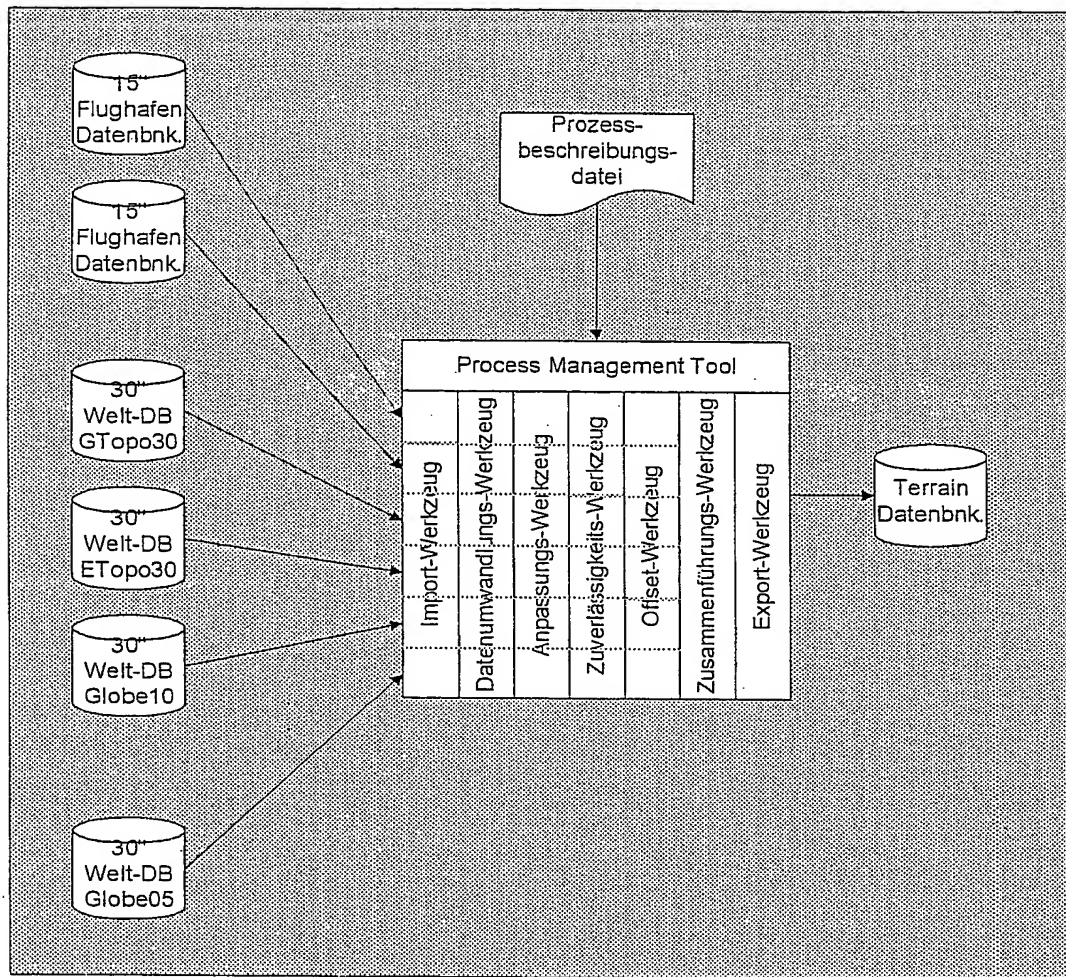 15"
Flughafen
Datenbnk.
15"
Flughafen
Datenbnk.
30"
Welt-DB
GTopo30
30"
Welt-DB
ETopo30
30"
Welt-DB
Globe10
30"
Welt-DB
Globe05
Prozess-
beschreibungs-
datei
Process Management Tool
Import-Werkzeug
Datenumwandlungs-Werkzeug
Anpassungs-Werkzeug
Zuverlässigkeits-Werkzeug
Offset-Werkzeug
Zusammenführungs-Werkzeug
Export-Werkzeug
Terrain
Datenbnk.